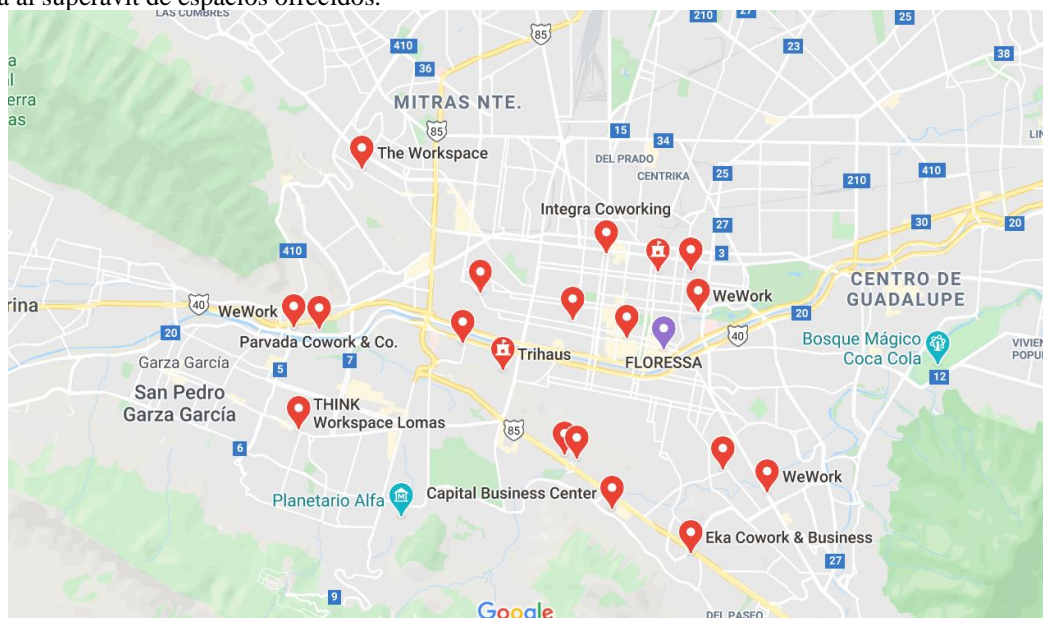 a al superávit de espacios ofrecidos.
LAS CUMBRES
85
210
27
25
410
23
38
36
MITRAS NTE.
85
The Workspace
15
34
DEL PRADO
CENTRIKA
25
410
210
Integra Coworking
27
30
20
3
410
CENTRO DE
GUADALUPE
40
WeWork
WeWork
20
rina
20
Parvada Cowork & Co.
Trihaus
FLORESSA
40
Bosque Mágico
Coca Cola
Garza García
7
5
12
San Pedro
Garza García
THINK
Workspace Lomas
85
6
WeWork
Planetario Alfa
Capital Business Center
Eka Cowork & Business
27
9
Google
DEL PASEO